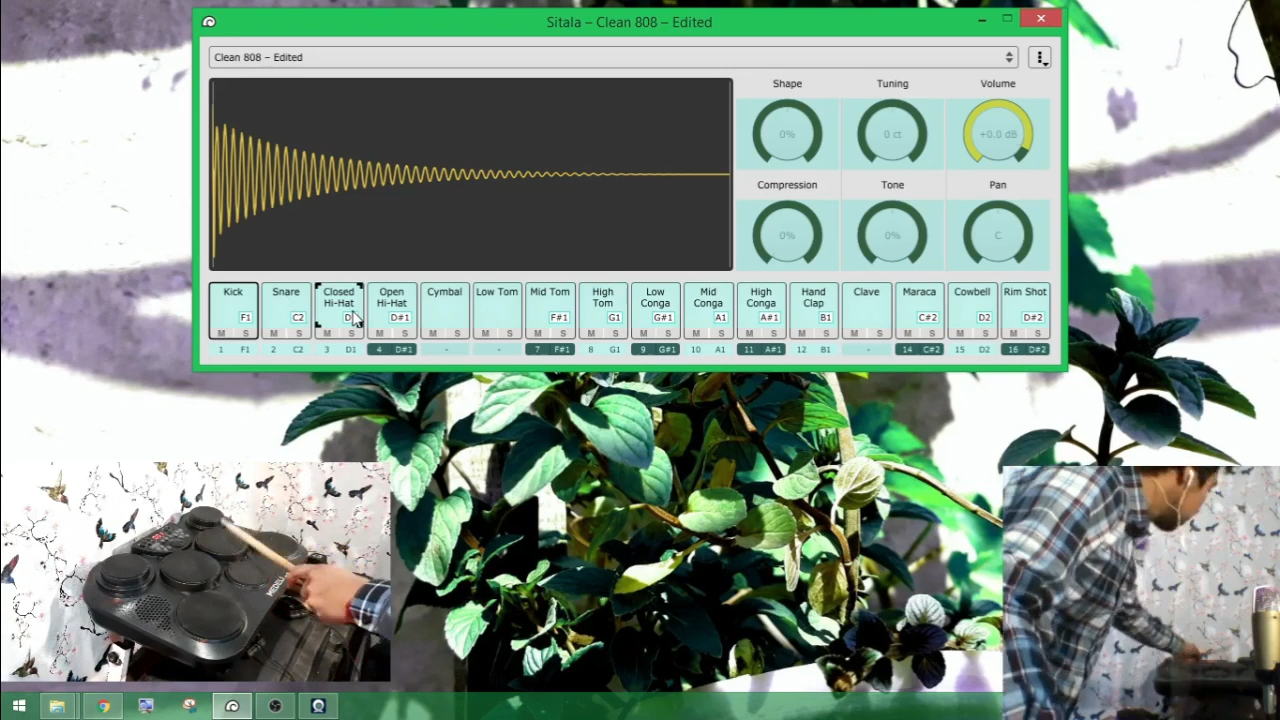 Sitala – Clean 808 – Edited
Clean 808 – Edited
Shape Tuning Volume
0% 0 ct +0.0 dB
Compression Tone Pan
0% 0% C
Kick Snare Closed Hi-Hat Open Hi-Hat Cymbal Low Tom Mid Tom High Tom Low Conga Mid Conga High Conga Hand Clap Clave Maraca Cowbell Rim Shot
F1 C2 D D#1 F#1 G1 G#1 A1 A#1 B1 C#2 D2 D#2
M S M S M S M S M S M S M S M S M S M S M S M S M S M S M S M S
1 F1 2 C2 3 D1 4 D#1 - - 7 F#1 8 G1 9 G#1 10 A1 11 A#1 12 B1 - 14 C#2 15 D2 16 D#2
MEDELI